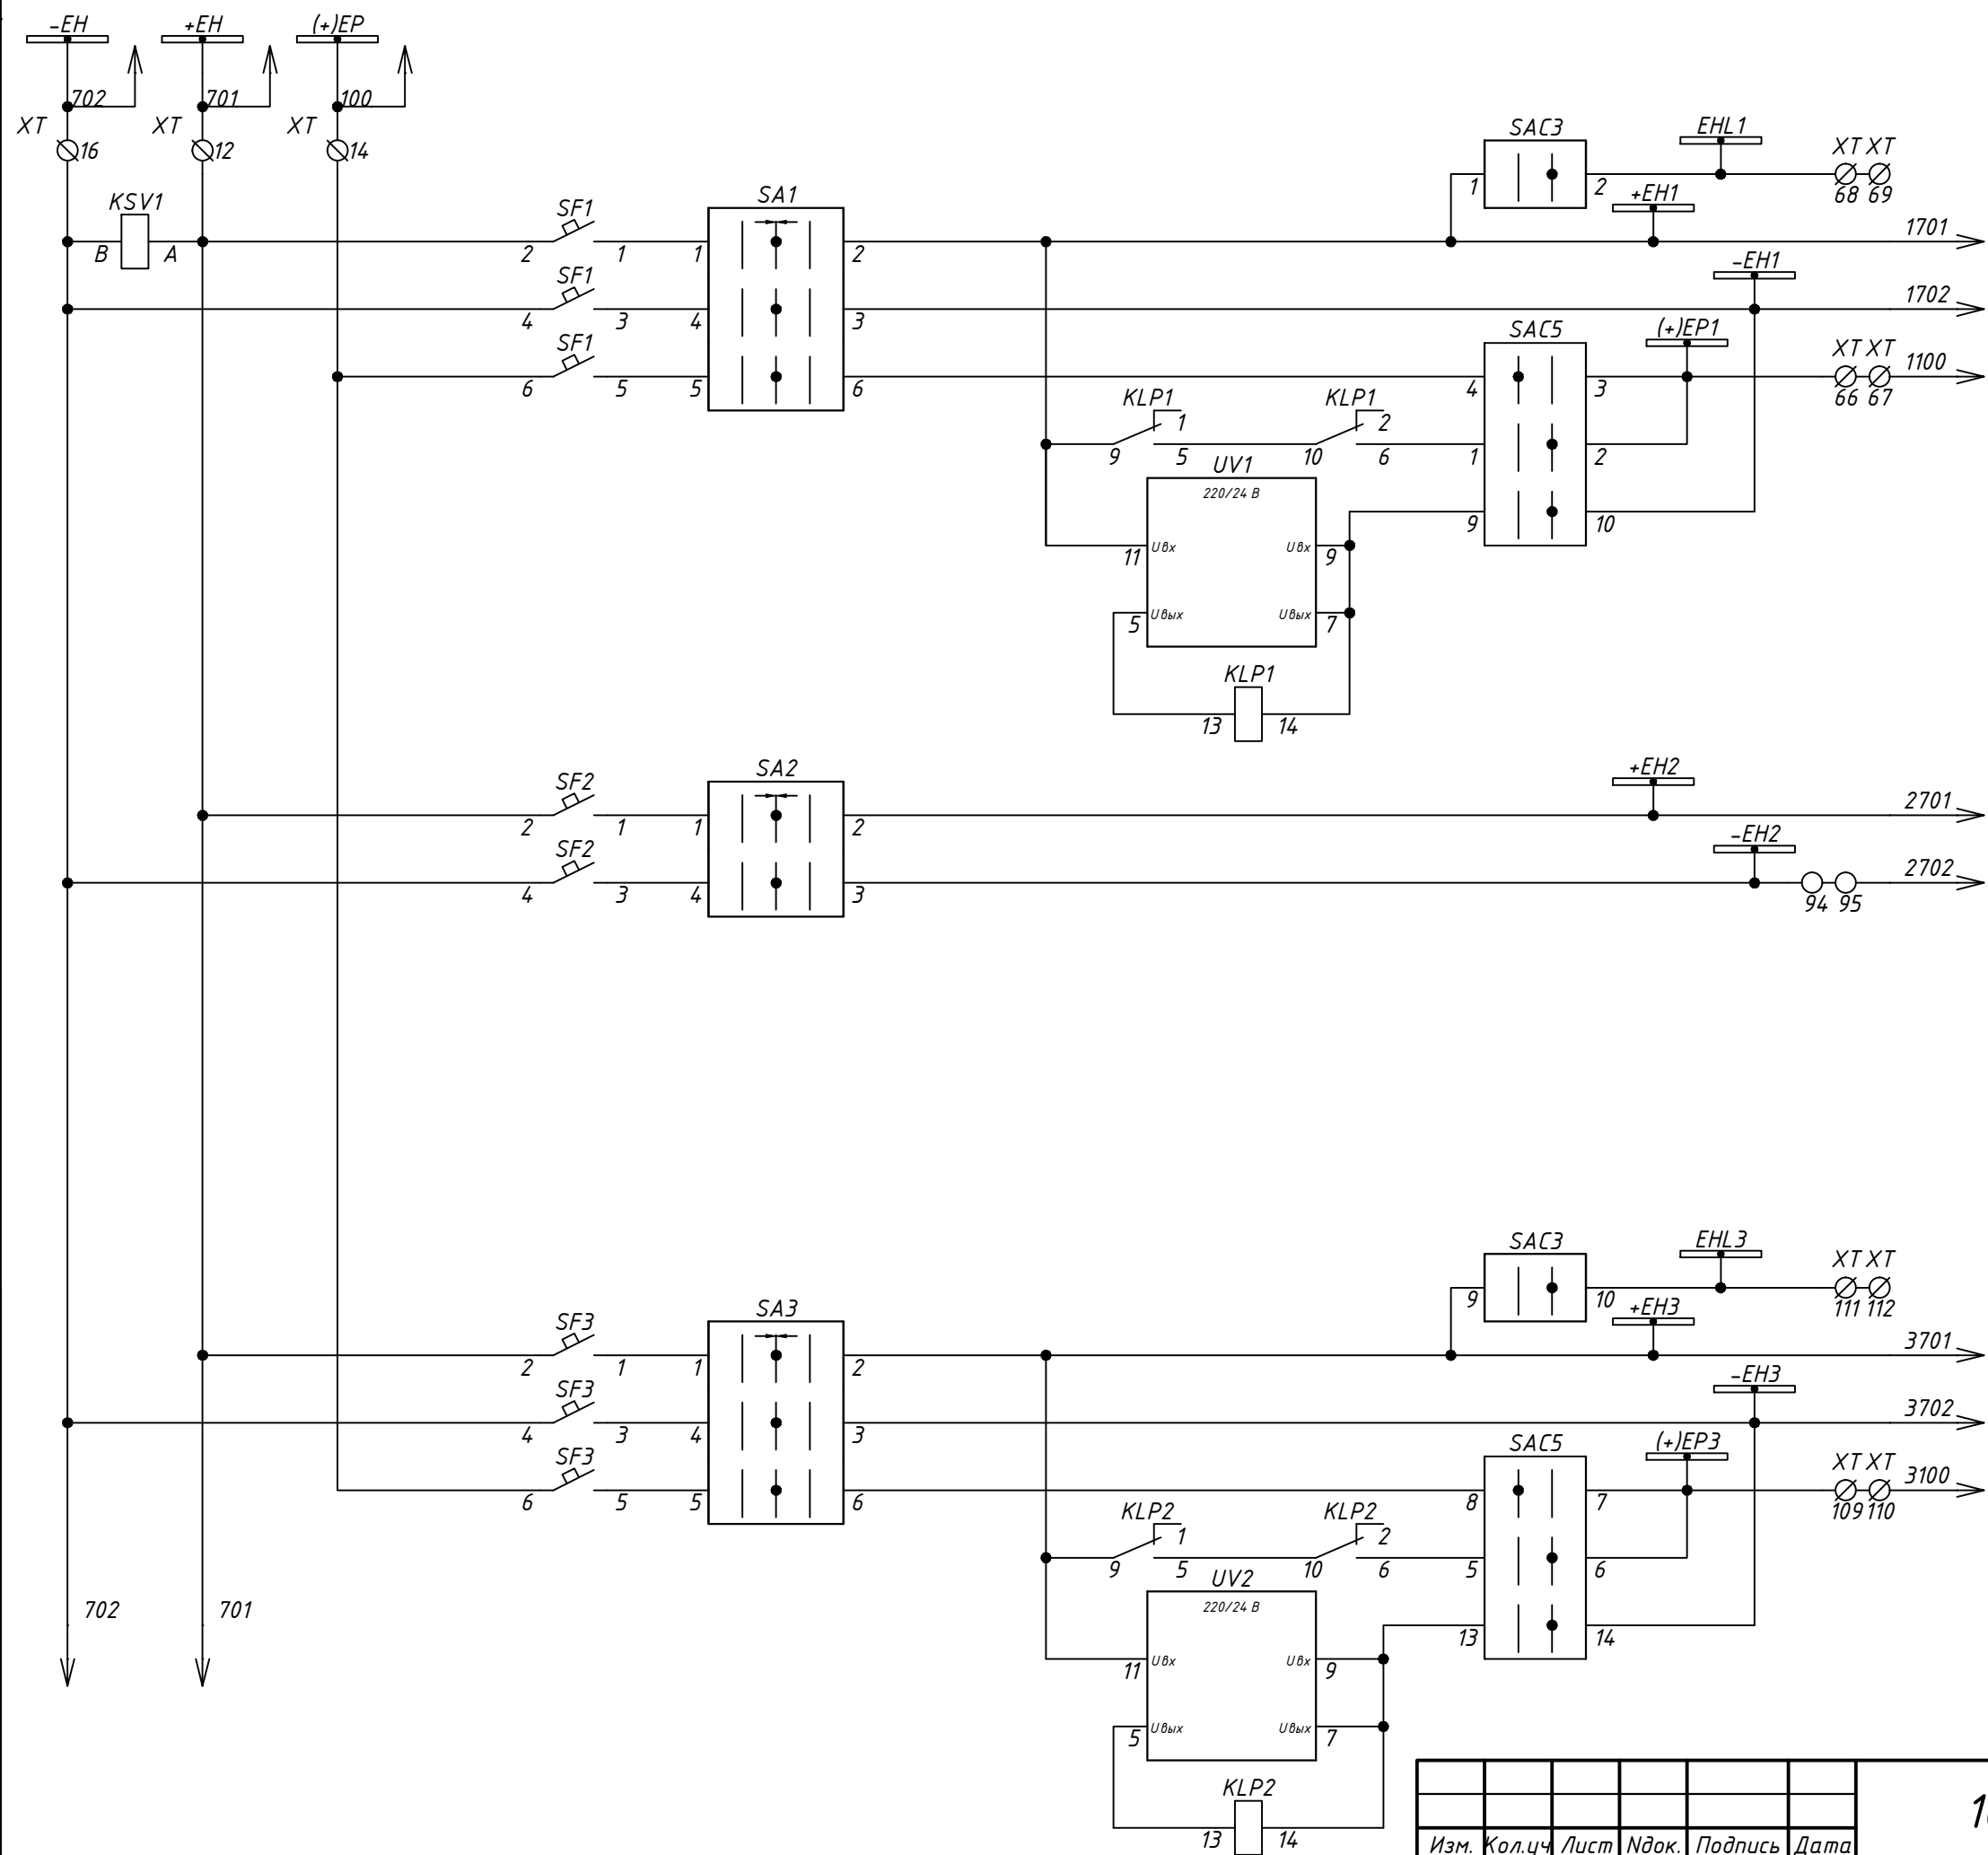 -EH +EH (+)EP
702 701 100
XT XT XT
16 12 14
SAC3 EHL1 XT XT
1 2 68 69
+EH1
KSV1 SF1 SA1
B A 2 1 1 2 1701
-EH1
SF1
4 3 4 3 1702
SF1 SAC5 (+)EP1 XT XT
6 5 5 6 4 3 66 67 1100
KLP1 KLP1
1 2
9 5 10 6 1 2
UV1
220/24 В
9 10
11 Uвх Uвх 9
5 Uвых Uвых 7
KLP1
13 14
SF2 SA2 +EH2
2 1 1 2 2701
SF2 -EH2
4 3 4 3 94 95 2702
SAC3 EHL3 XT XT
9 10 111 112
SF3 SA3 +EH3
2 1 1 2 3701
SF3 -EH3
4 3 4 3 3702
SF3 SAC5 (+)EP3 XT XT
6 5 5 6 8 7 109 110 3100
KLP2 KLP2
1 2
9 5 10 6 5 6
UV2
220/24 В
702 701
13 14
11 Uвх Uвх 9
5 Uвых Uвых 7
KLP2
13 14
Изм. Кол.уч Лист Nдок. Подпись Дата